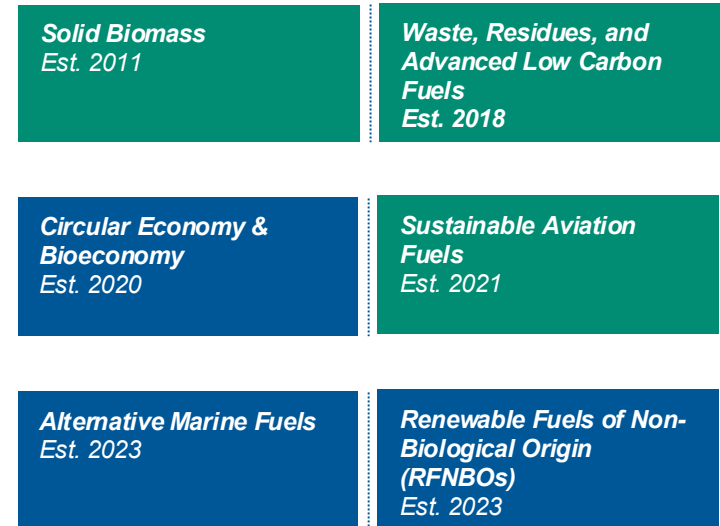 Solid Biomass
Est. 2011
Waste, Residues, and
Advanced Low Carbon
Fuels
Est. 2018
Circular Economy &
Bioeconomy
Est. 2020
Sustainable Aviation
Fuels
Est. 2021
Alternative Marine Fuels
Est. 2023
Renewable Fuels of Non-
Biological Origin
(RFNBOs)
Est. 2023